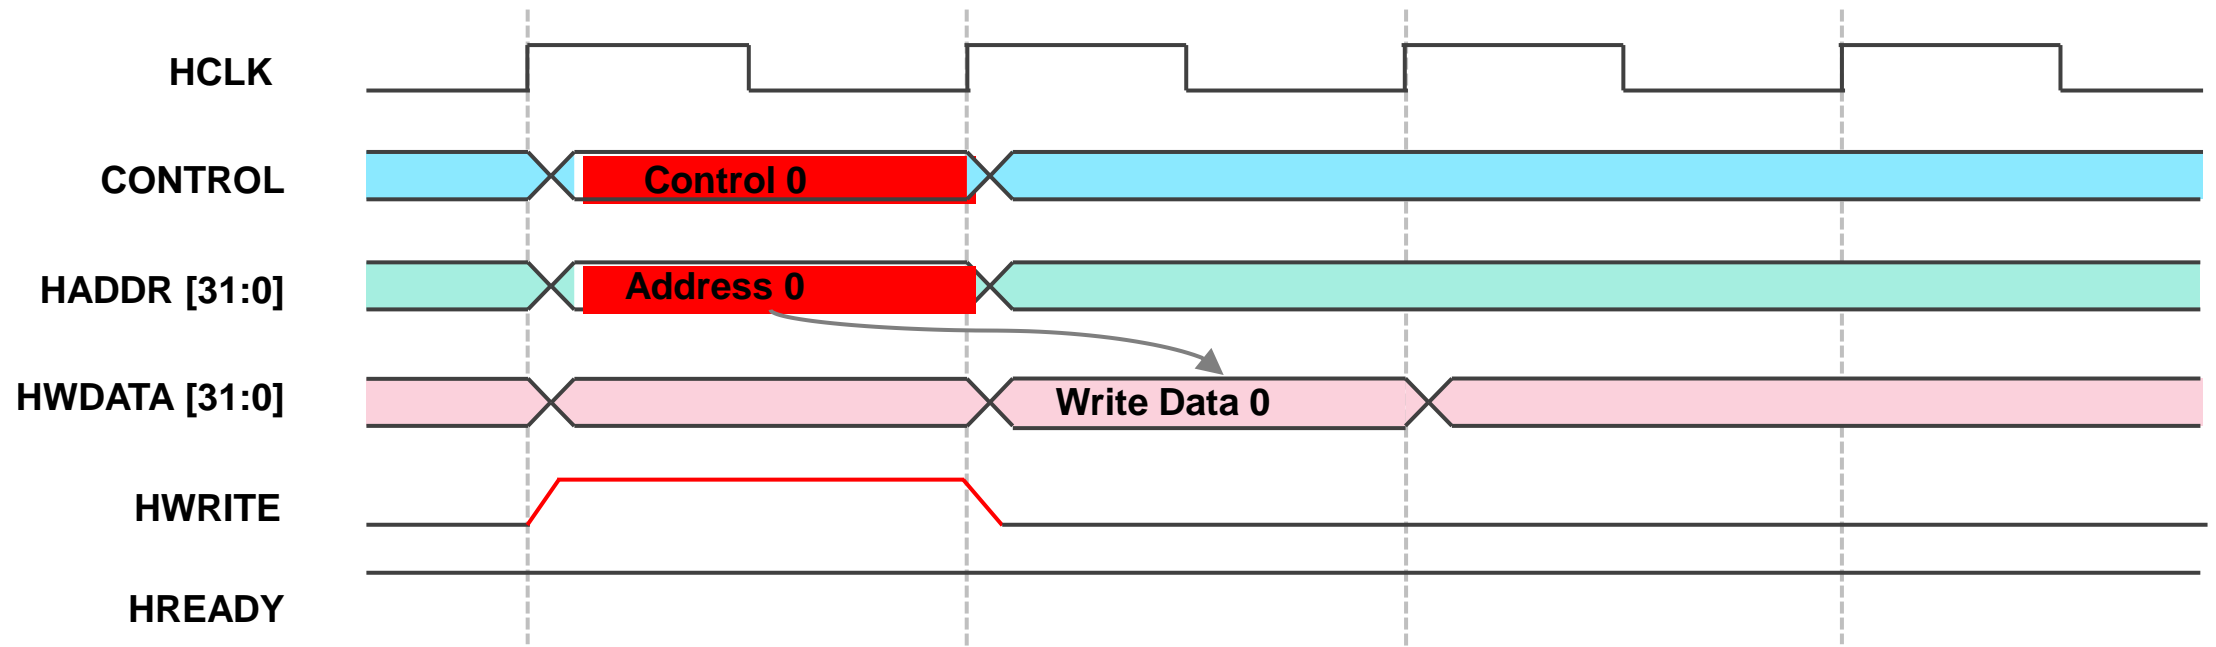 HCLK
CONTROL
Control 0
HADDR [31:0]
Address 0
HWDATA [31:0]
Write Data 0
HWRITE
HREADY